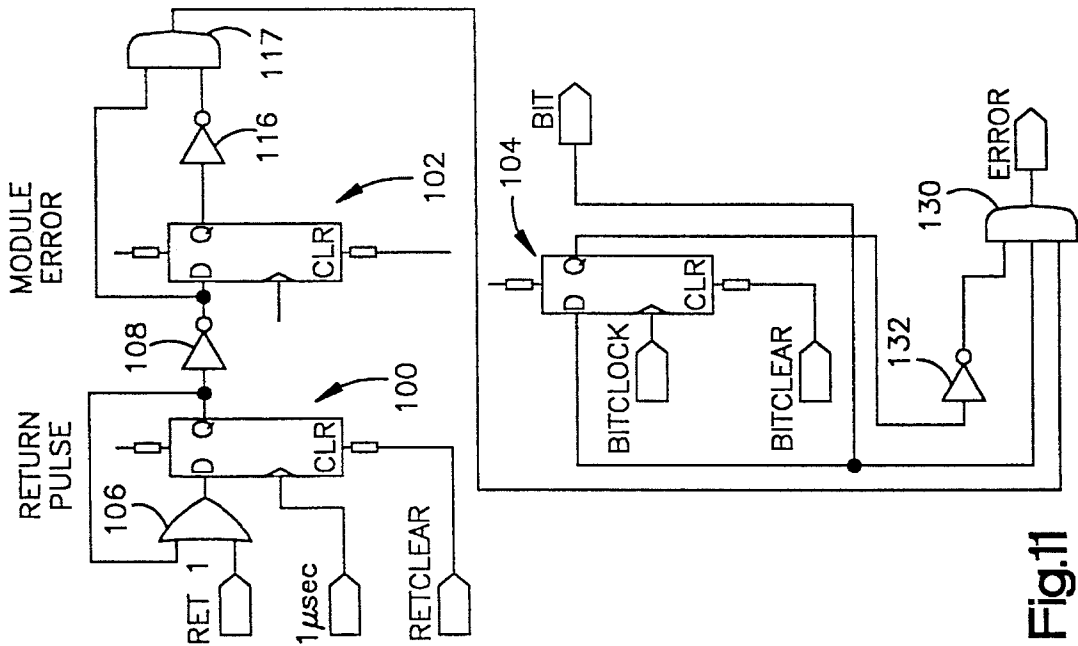 RETURN
PULSE
MODULE
ERROR
106
108
116
117
D
Q
CLR
D
Q
CLR
100
102
RET 1
1μsec
RETCLEAR
104
D
Q
CLR
BIT
BITCLOCK
BITCLEAR
132
130
ERROR
Fig.11